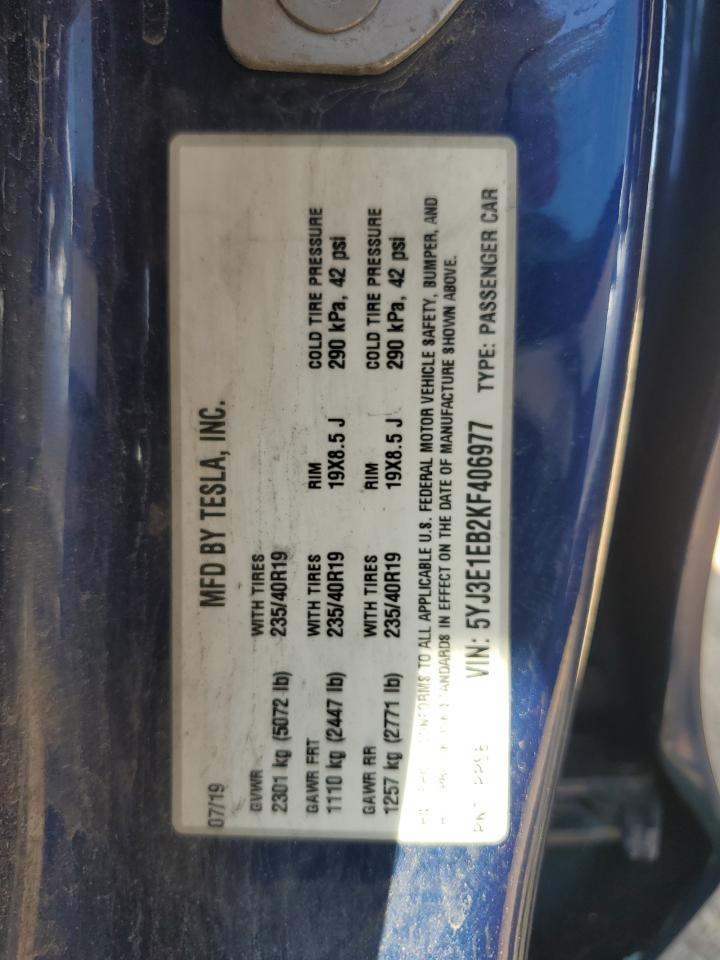 07/19 MFD BY TESLA, INC.
GVWR WITH TIRES
2301 kg (5072 lb) 235/40R19
GAWR FRT WITH TIRES RIM COLD TIRE PRESSURE
1110 kg (2447 lb) 235/40R19 19X8.5 J 290 kPa, 42 psi
GAWR RR WITH TIRES RIM COLD TIRE PRESSURE
1257 kg (2771 lb) 235/40R19 19X8.5 J 290 kPa, 42 psi
CONFORMS TO ALL APPLICABLE U.S. FEDERAL MOTOR VEHICLE SAFETY, BUMPER, AND
STANDARDS IN EFFECT ON THE DATE OF MANUFACTURE SHOWN ABOVE.
VIN: 5YJ3E1EB2KF406977 TYPE: PASSENGER CAR